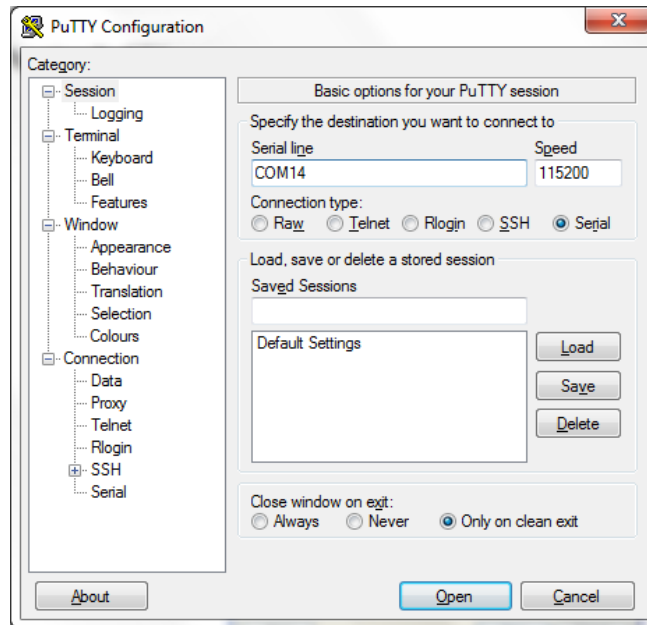 PuTTY Configuration
Category:
Session
Logging
Terminal
Keyboard
Bell
Features
Window
Appearance
Behaviour
Translation
Selection
Colours
Connection
Data
Proxy
Telnet
Rlogin
SSH
Serial
Basic options for your PuTTY session
Specify the destination you want to connect to
Serial line Speed
COM14 115200
Connection type:
Raw Telnet Rlogin SSH Serial
Load, save or delete a stored session
Saved Sessions
Default Settings
Load
Save
Delete
Close window on exit:
Always Never Only on clean exit
About Open Cancel